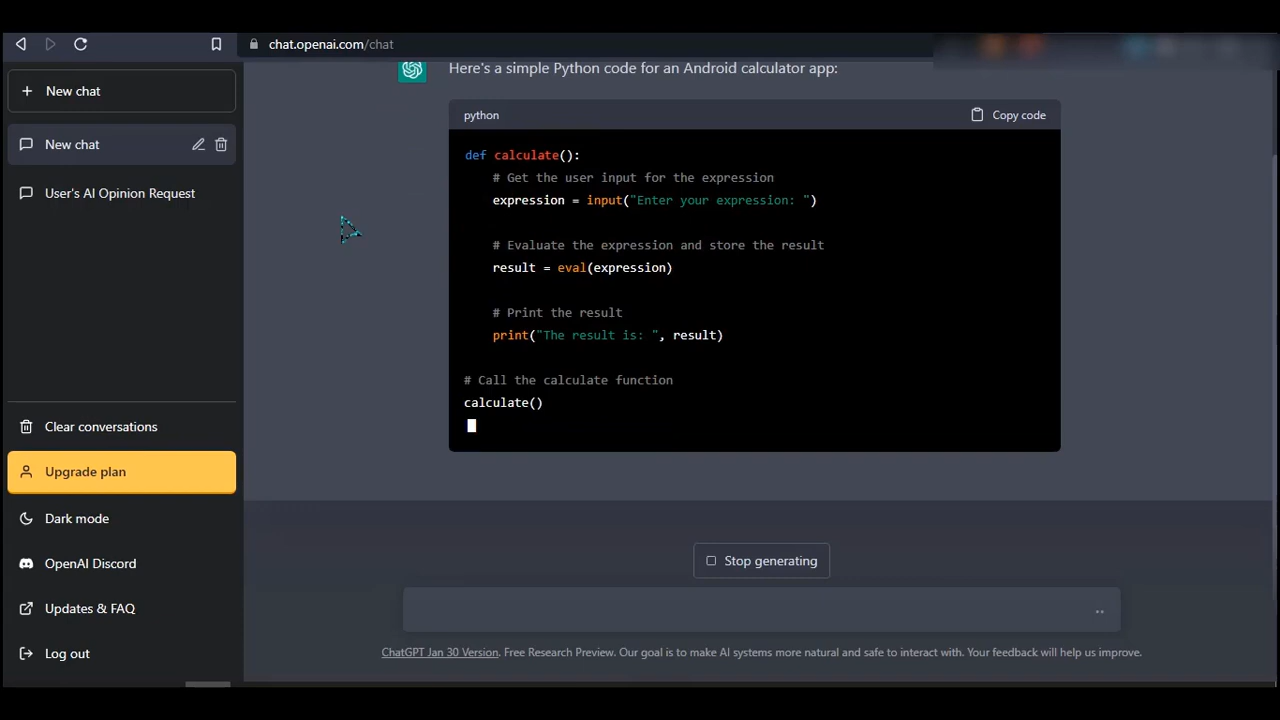 chat.openai.com/chat
New chat
New chat
User's AI Opinion Request
Clear conversations
Upgrade plan
Dark mode
OpenAI Discord
Updates & FAQ
Log out
Here's a simple Python code for an Android calculator app:
python
Copy code
def calculate():
    # Get the user input for the expression
    expression = input("Enter your expression: ")
    # Evaluate the expression and store the result
    result = eval(expression)
    # Print the result
    print("The result is: ", result)
# Call the calculate function
calculate()
Stop generating
ChatGPT Jan 30 Version. Free Research Preview. Our goal is to make AI systems more natural and safe to interact with. Your feedback will help us improve.